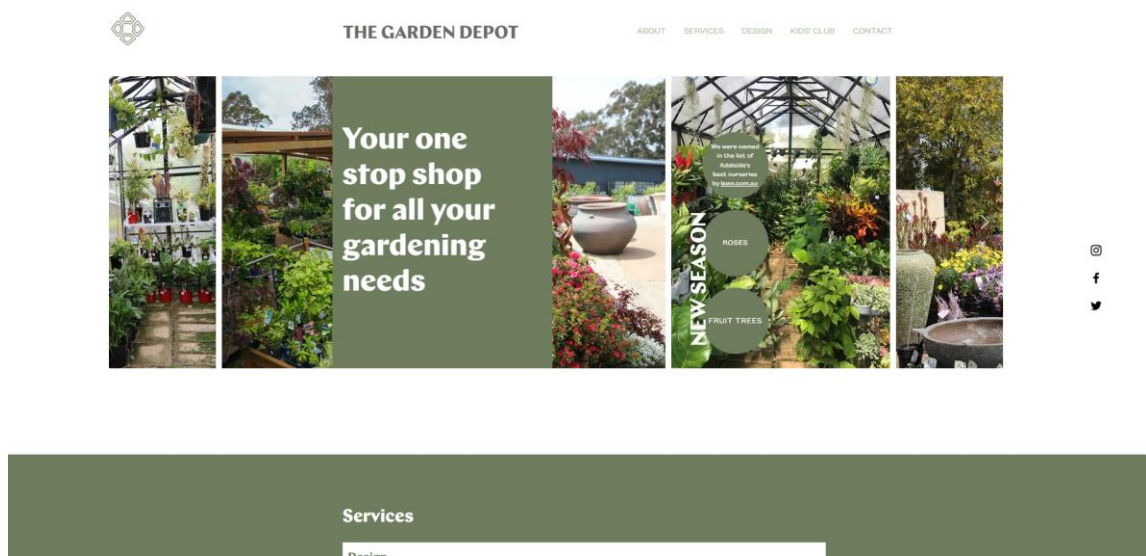 THE GARDEN DEPOT
ABOUT SERVICES DESIGN KIDS' CLUB CONTACT
Your one
stop shop
for all your
gardening
needs
We were named
in the list of
Adelaide's
best nurseries
by lawn.com.au
NEW SEASON
ROSES
FRUIT TREES
Services
Design